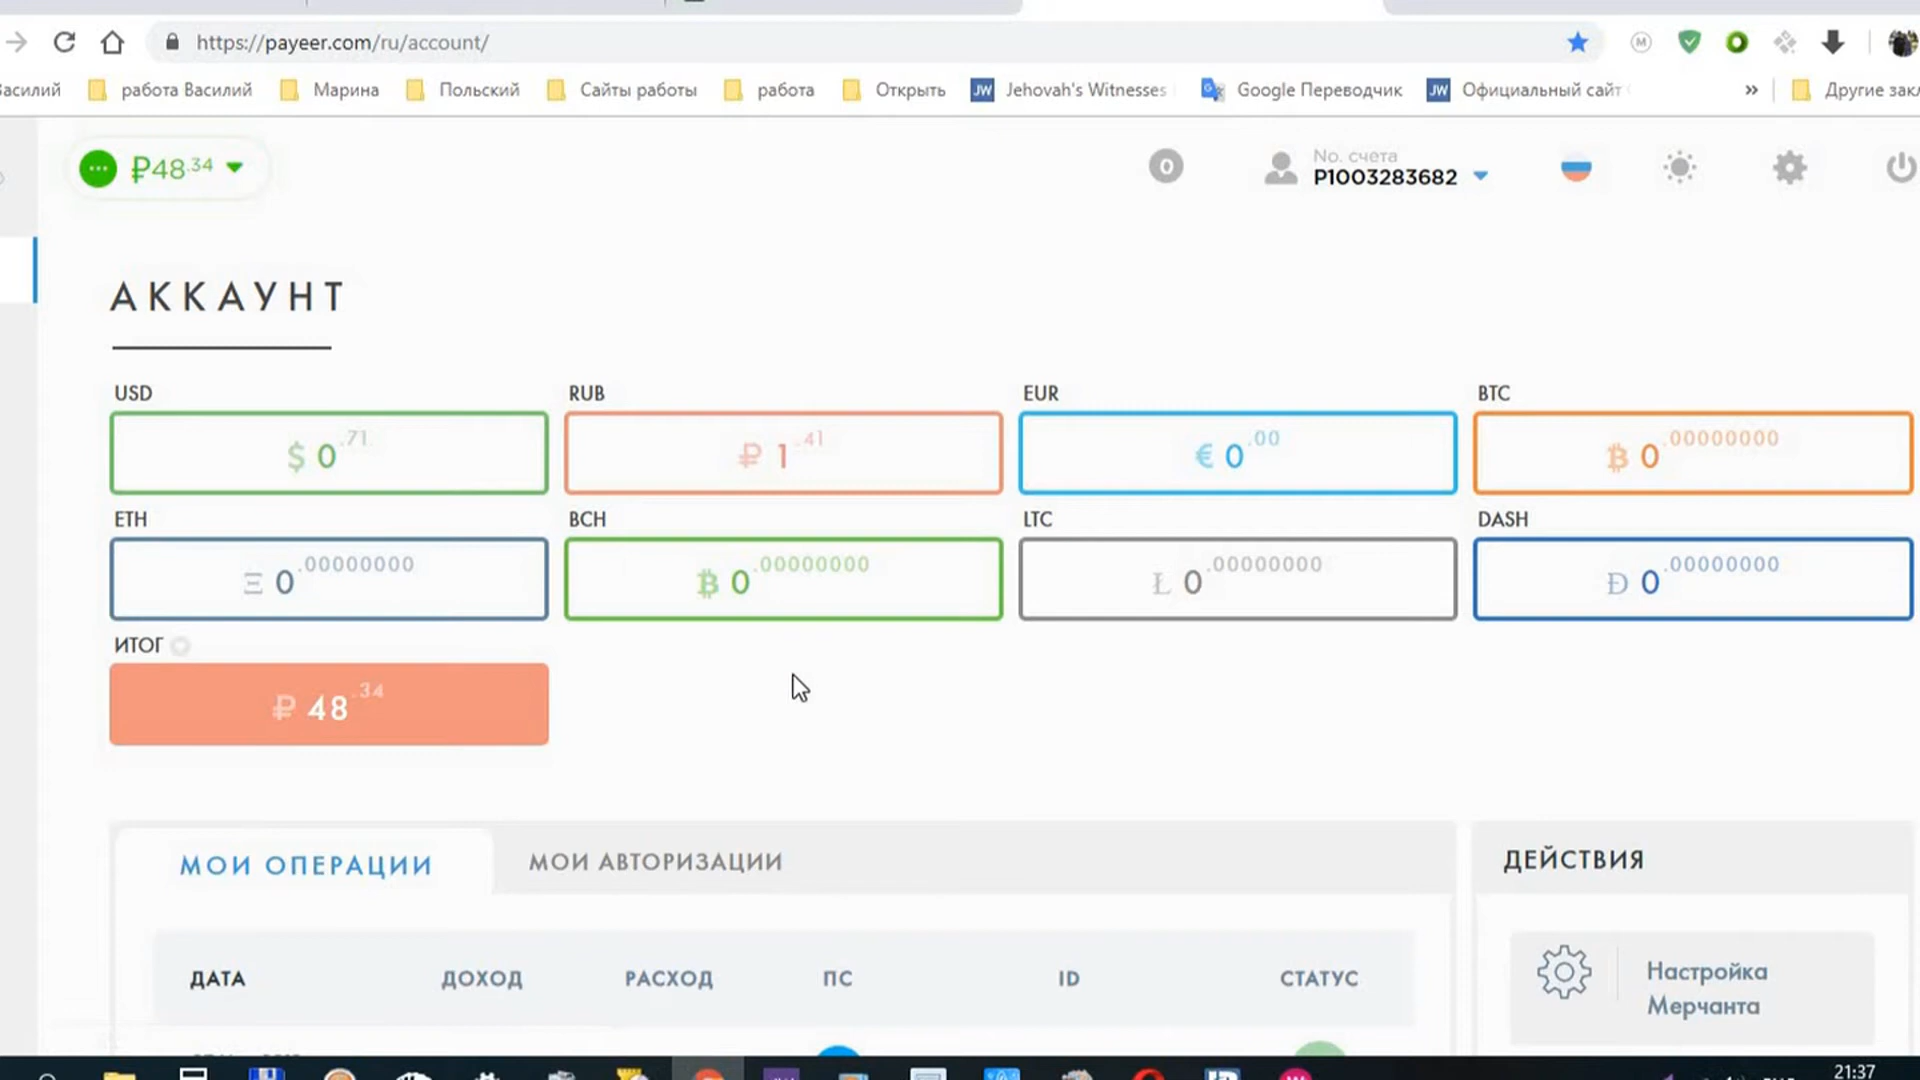 https://payeer.com/ru/account/
работа Василий
Марина
Польский
Сайты работы
работа
Открыть
JW Jehovah's Witnesses
Google Переводчик
JW Официальный сайт
»
Другие
₽48.34
0
No. счета
P1003283682
АККАУНТ
USD
RUB
EUR
BTC
$ 0.71
₽ 1.41
€ 0.00
0.00000000
ETH
BCH
LTC
DASH
Ξ 0.00000000
0.00000000
Ł 0.00000000
Đ 0.00000000
ИТОГ
₽ 48.34
МОИ ОПЕРАЦИИ
МОИ АВТОРИЗАЦИИ
ДЕЙСТВИЯ
ДАТА
ДОХОД
РАСХОД
ПС
ID
СТАТУС
Настройка
Мерчанта
21:37